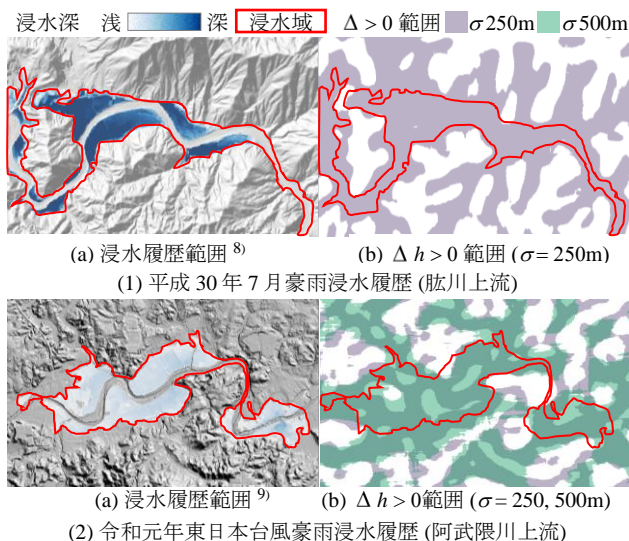 浸水深 浅 深 浸水域 Δ > 0 範囲 σ250m σ500m
(a) 浸水履歴範囲 8) (b) Δ h > 0 範囲 (σ = 250m)
(1) 平成 30 年 7 月豪雨浸水履歴 (肱川上流)
(a) 浸水履歴範囲 9) (b) Δ h > 0範囲 (σ = 250, 500m)
(2) 令和元年東日本台風豪雨浸水履歴 (阿武隈川上流)